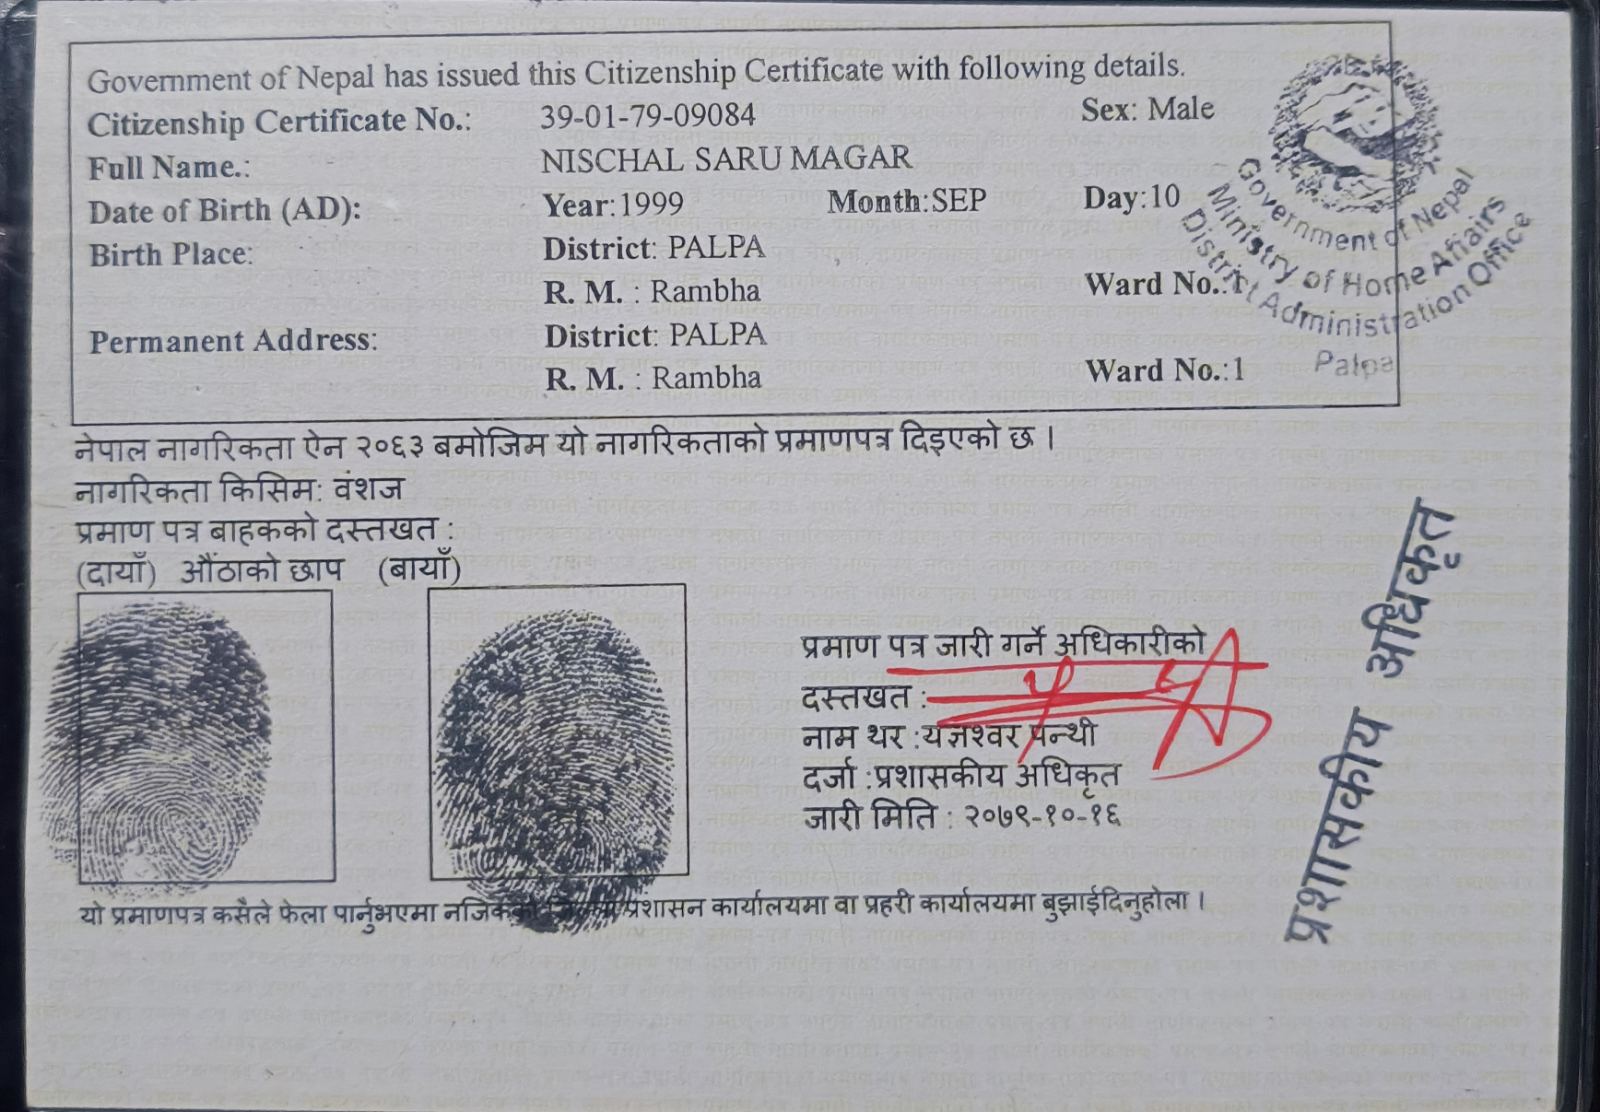 Government of Nepal has issued this Citizenship Certificate with following details.
Citizenship Certificate No.: 39-01-79-09084 Sex: Male
Full Name.: NISCHAL SARU MAGAR
Date of Birth (AD): Year:1999 Month:SEP Day:10
Birth Place: District: PALPA
R. M. : Rambha Ward No.:1
Permanent Address: District: PALPA
R. M. : Rambha Ward No.:1
Government of Nepal
Ministry of Home Affairs
District Administration Office
Palpa
नेपाल नागरिकता ऐन २०६३ बमोजिम यो नागरिकताको प्रमाणपत्र दिइएको छ ।
नागरिकता किसिम: वंशज
प्रमाण पत्र बाहकको दस्तखत :
(दायाँ) औंठाको छाप (बायाँ)
प्रमाण पत्र जारी गर्ने अधिकारीको
दस्तखत :
नाम थर :यज्ञश्वर पन्थी
दर्जा :प्रशासकीय अधिकृत
जारी मिति : २०७९-१०-१६
प्रशासकीय अधिकृत
यो प्रमाणपत्र कसैले फेला पार्नुभएमा प्रशासन कार्यालयमा वा प्रहरी कार्यालयमा बुझाईदिनुहोला ।